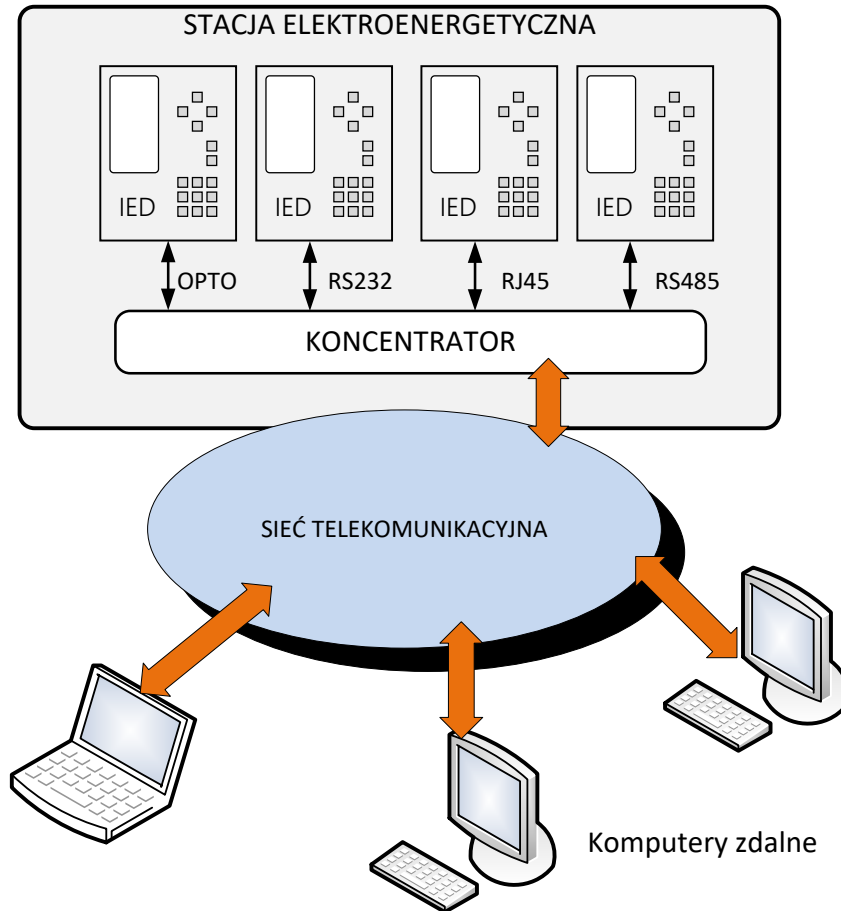 STACJA ELEKTROENERGETYCZNA
IED IED IED IED
OPTO RS232 RJ45 RS485
KONCENTRATOR
SIEĆ TELEKOMUNIKACYJNA
Komputery zdalne